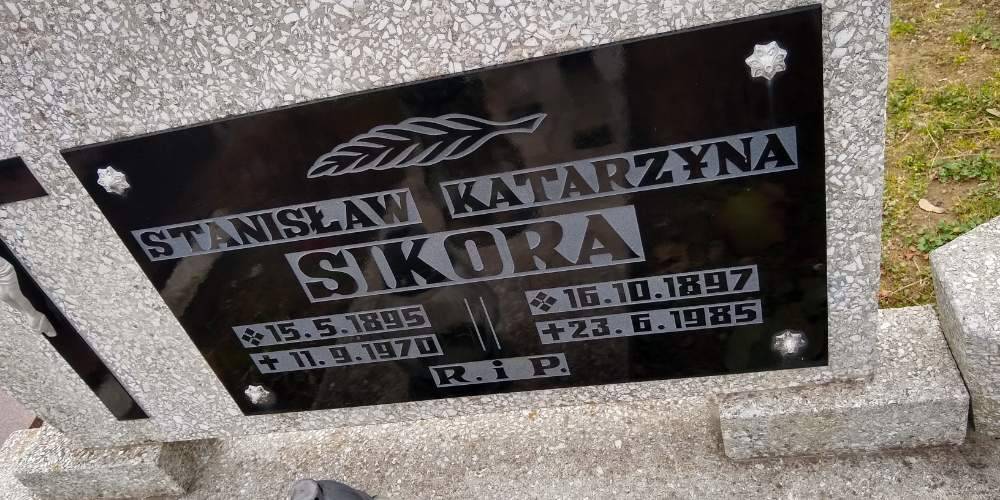 STANISŁAW KATARZYNA
SIKORA
15.5.1895 16.10.1897
+ 11.9.1970 + 23.6.1985
R.i P.